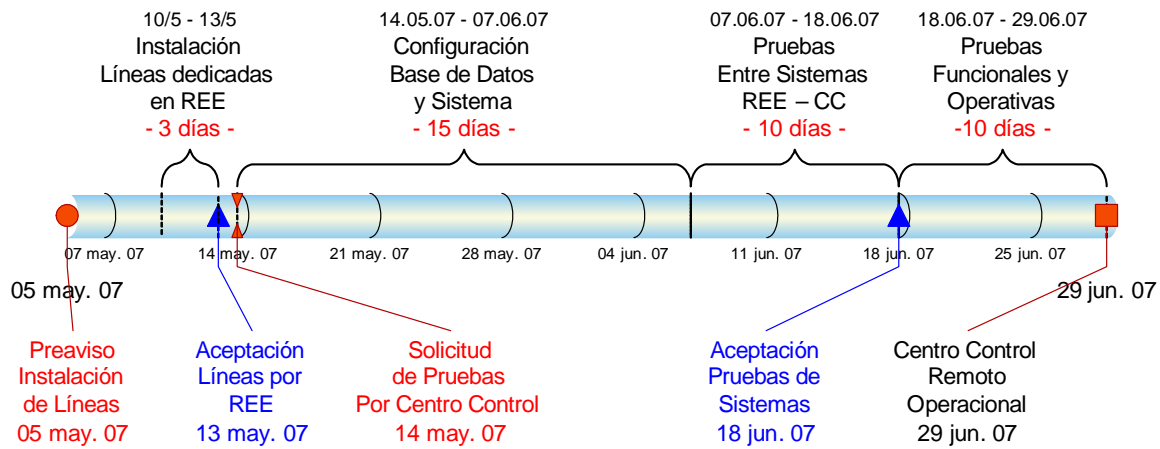 10/5 - 13/5
Instalación
Líneas dedicadas
en REE
- 3 días -
14.05.07 - 07.06.07
Configuración
Base de Datos
y Sistema
- 15 días -
07.06.07 - 18.06.07
Pruebas
Entre Sistemas
REE – CC
- 10 días -
18.06.07 - 29.06.07
Pruebas
Funcionales y
Operativas
-10 días -
07 may. 07
14 may. 07
21 may. 07
28 may. 07
04 jun. 07
11 jun. 07
18 jun. 07
25 jun. 07
05 may. 07
29 jun. 07
Preaviso
Instalación
de Líneas
05 may. 07
Aceptación
Líneas por
REE
13 may. 07
Solicitud
de Pruebas
Por Centro Control
14 may. 07
Aceptación
Pruebas de
Sistemas
18 jun. 07
Centro Control
Remoto
Operacional
29 jun. 07